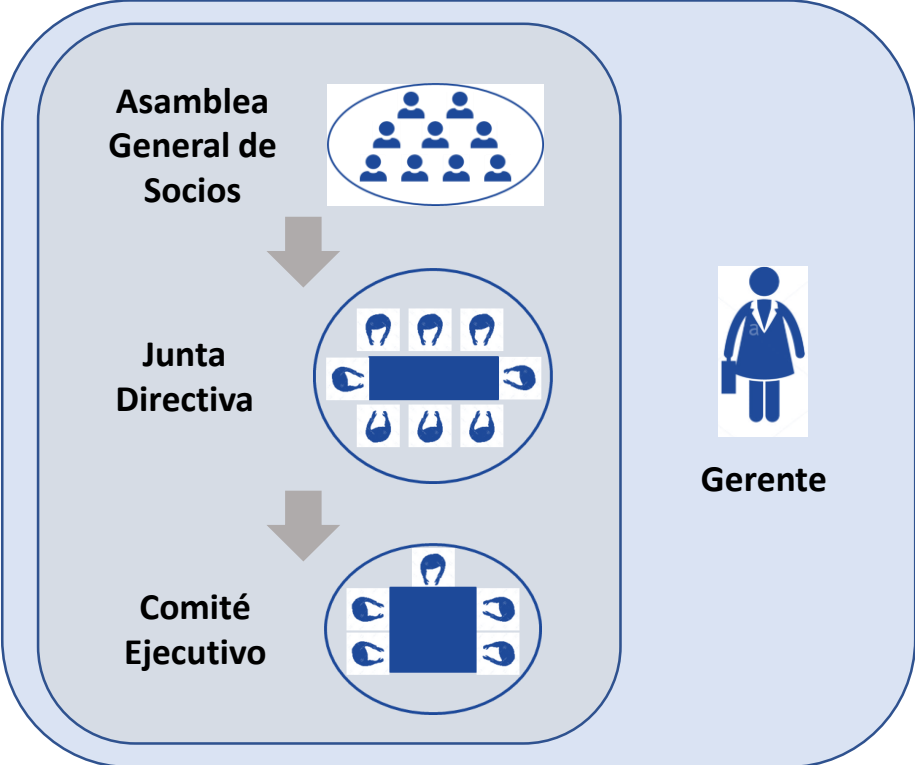 Asamblea
General de
Socios
Junta
Directiva
Gerente
Comité
Ejecutivo